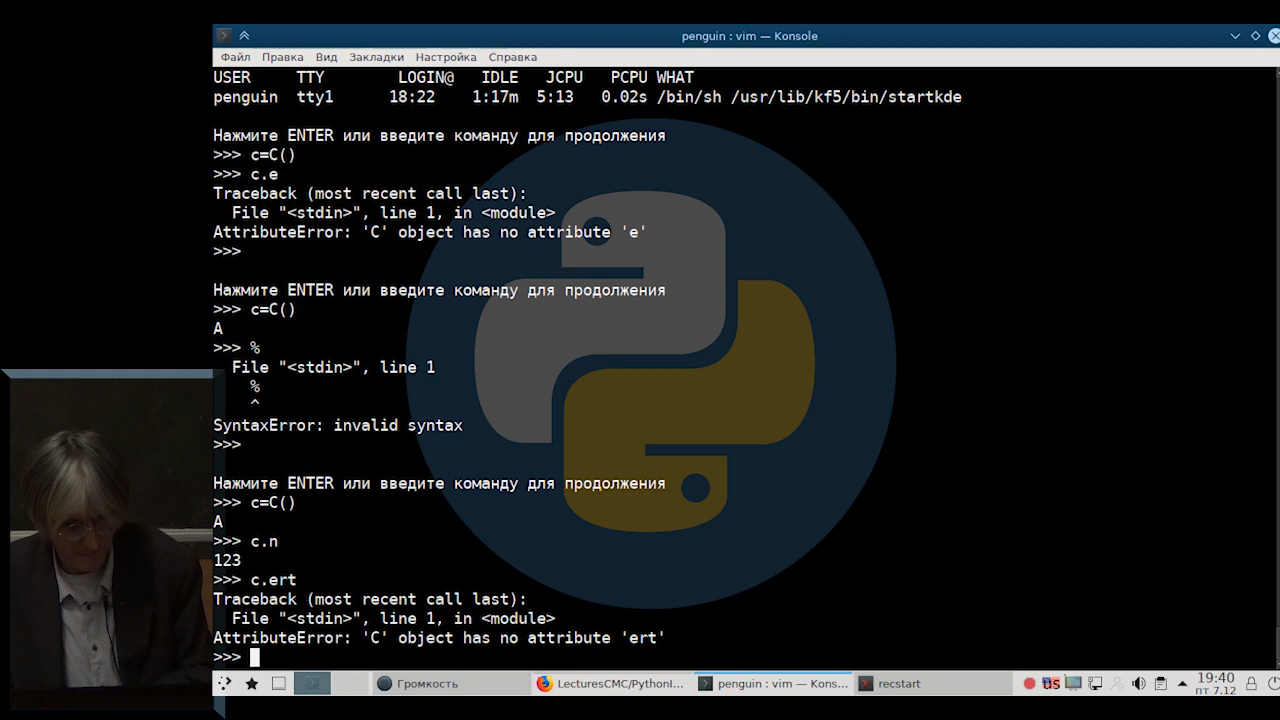 penguin : vim — Konsole
Файл Правка Вид Закладки Настройка Справка
USER TTY LOGIN@ IDLE JCPU PCPU WHAT
penguin tty1 18:22 1:17m 5:13 0.02s /bin/sh /usr/lib/kf5/bin/startkde
Нажмите ENTER или введите команду для продолжения
>>> c=C()
>>> c.e
Traceback (most recent call last):
File "<stdin>", line 1, in <module>
AttributeError: 'C' object has no attribute 'e'
>>>
Нажмите ENTER или введите команду для продолжения
>>> c=C()
A
>>> %
File "<stdin>", line 1
%
^
SyntaxError: invalid syntax
>>>
Нажмите ENTER или введите команду для продолжения
>>> c=C()
A
>>> c.n
123
>>> c.ert
Traceback (most recent call last):
File "<stdin>", line 1, in <module>
AttributeError: 'C' object has no attribute 'ert'
>>>
Громкость LecturesCMC/PythonI... penguin : vim — Kons... recstart us 19:40
пт 7.12